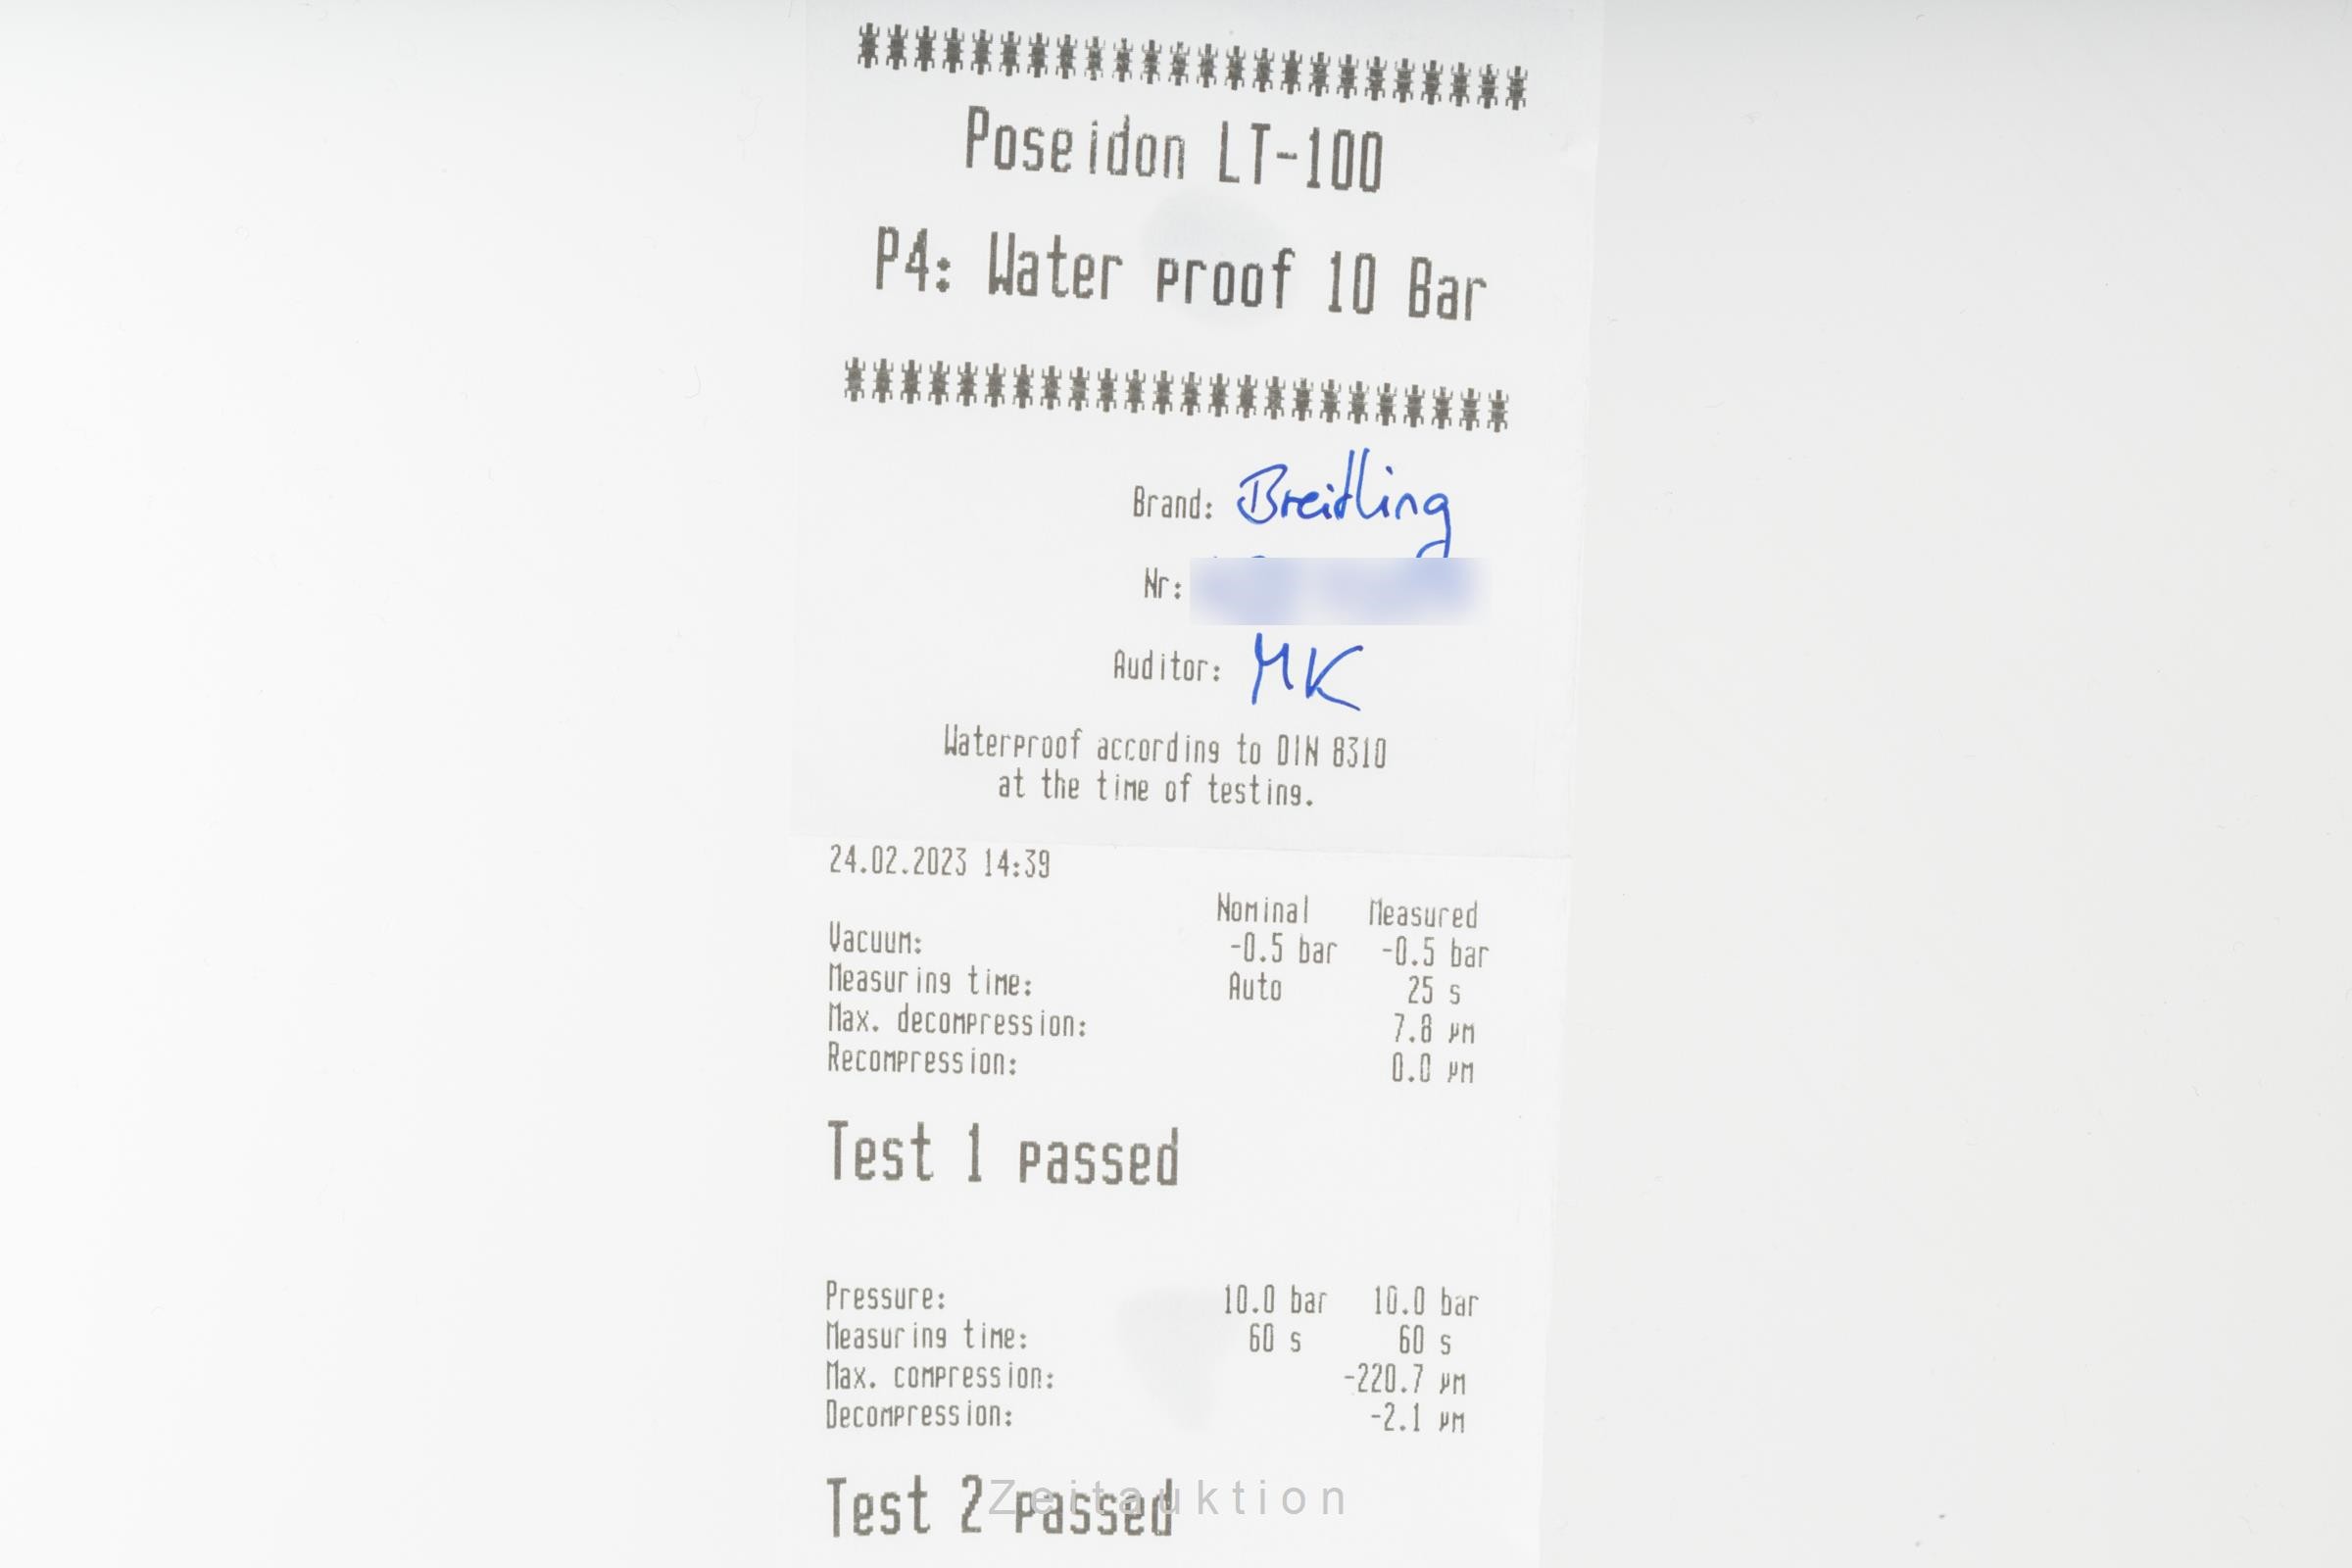 ************************
Poseidon LT-100
P4: Water proof 10 Bar
************************
Brand: Breitling
Nr:
Auditor: MK
Waterproof according to DIN 8310
at the time of testing.
24.02.2023 14:39
Nominal Measured
Vacuum: -0.5 bar -0.5 bar
Measuring time: Auto 25 s
Max. decompression: 7.8 µm
Recompression: 0.0 µm
Test 1 passed
Pressure: 10.0 bar 10.0 bar
Measuring time: 60 s 60 s
Max. compression: -220.7 µm
Decompression: -2.1 µm
Test 2 passed
Zeitauktion